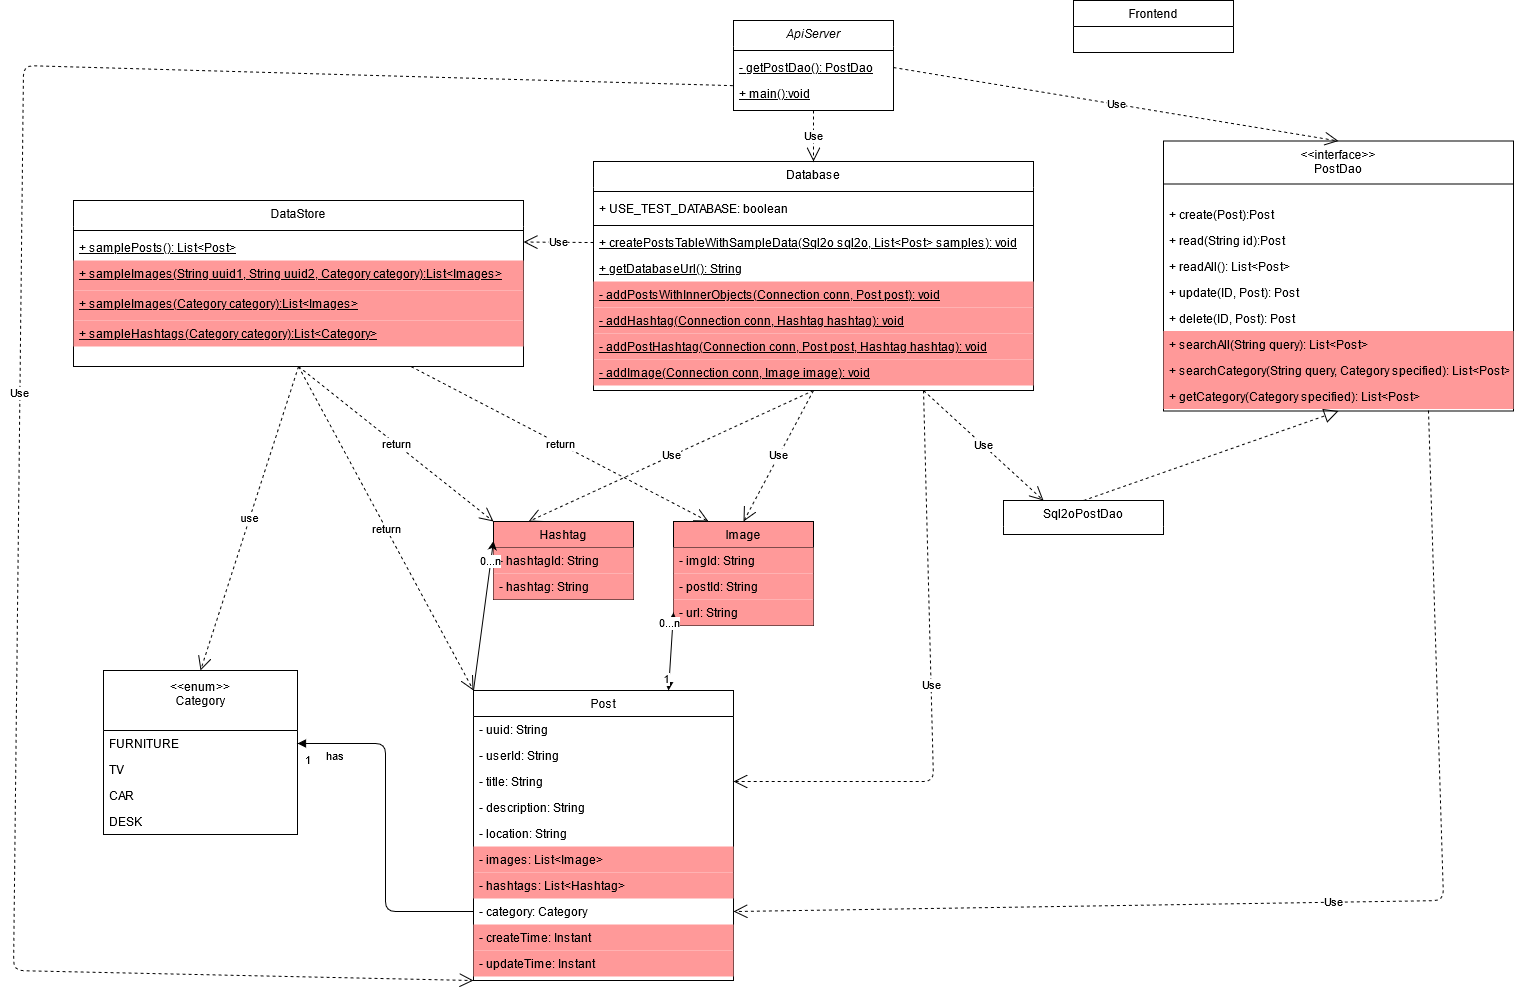 Frontend
ApiServer
- getPostDao(): PostDao
+ main():void
Use
Use
Use
<<interface>>
PostDao
+ create(Post):Post
+ read(String id):Post
+ readAll(): List<Post>
+ update(ID, Post): Post
+ delete(ID, Post): Post
+ searchAll(String query): List<Post>
+ searchCategory(String query, Category specified): List<Post>
+ getCategory(Category specified): List<Post>
Database
+ USE_TEST_DATABASE: boolean
+ createPostsTableWithSampleData(Sql2o sql2o, List<Post> samples): void
+ getDatabaseUrl(): String
- addPostsWithInnerObjects(Connection conn, Post post): void
- addHashtag(Connection conn, Hashtag hashtag): void
- addPostHashtag(Connection conn, Post post, Hashtag hashtag): void
- addImage(Connection conn, Image image): void
Use
DataStore
+ samplePosts(): List<Post>
+ sampleImages(String uuid1, String uuid2, Category category):List<Images>
+ sampleImages(Category category):List<Images>
+ sampleHashtags(Category category):List<Category>
return
return
Use
Use
Use
use
return
Sql2oPostDao
Hashtag
- hashtagId: String
- hashtag: String
0...n
Image
- imgId: String
- postId: String
- url: String
0...n
1
Use
<<enum>>
Category
FURNITURE
TV
CAR
DESK
has
1
Post
- uuid: String
- userId: String
- title: String
- description: String
- location: String
- images: List<Image>
- hashtags: List<Hashtag>
- category: Category
- createTime: Instant
- updateTime: Instant
Use